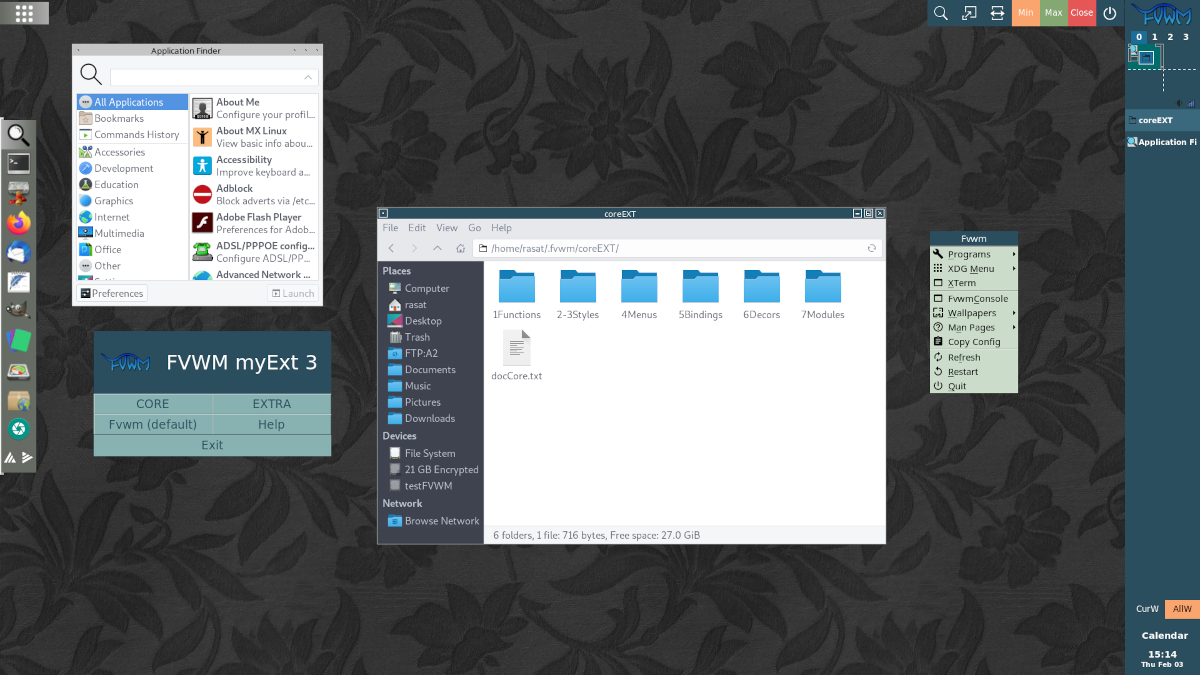 Min Max Close
FVWM
0 1 2 3
coreEXT
Application Fi
CurW AllW
Calendar
15:14
Thu Feb 03
Application Finder
All Applications
Bookmarks
Commands History
Accessories
Development
Education
Graphics
Internet
Multimedia
Office
Other
About Me
Configure your profil...
About MX Linux
View basic info abou...
Accessibility
Improve keyboard a...
Adblock
Block adverts via /etc...
Adobe Flash Player
Preferences for Adob...
ADSL/PPPOE config...
Configure ADSL/PP...
Advanced Network ...
Preferences
Launch
FVWM FVWM myExt 3
CORE EXTRA
Fvwm (default) Help
Exit
coreEXT
File Edit View Go Help
/home/rasat/.fvwm/coreEXT/
Places
Computer
rasat
Desktop
Trash
FTP:A2
Documents
Music
Pictures
Downloads
Devices
File System
21 GB Encrypted
testFVWM
Network
Browse Network
1Functions 2-3Styles 4Menus 5Bindings 6Decors 7Modules
docCore.txt
6 folders, 1 file: 716 bytes, Free space: 27.0 GiB
Fvwm
Programs
XDG Menu
XTerm
FvwmConsole
Wallpapers
Man Pages
Copy Config
Refresh
Restart
Quit